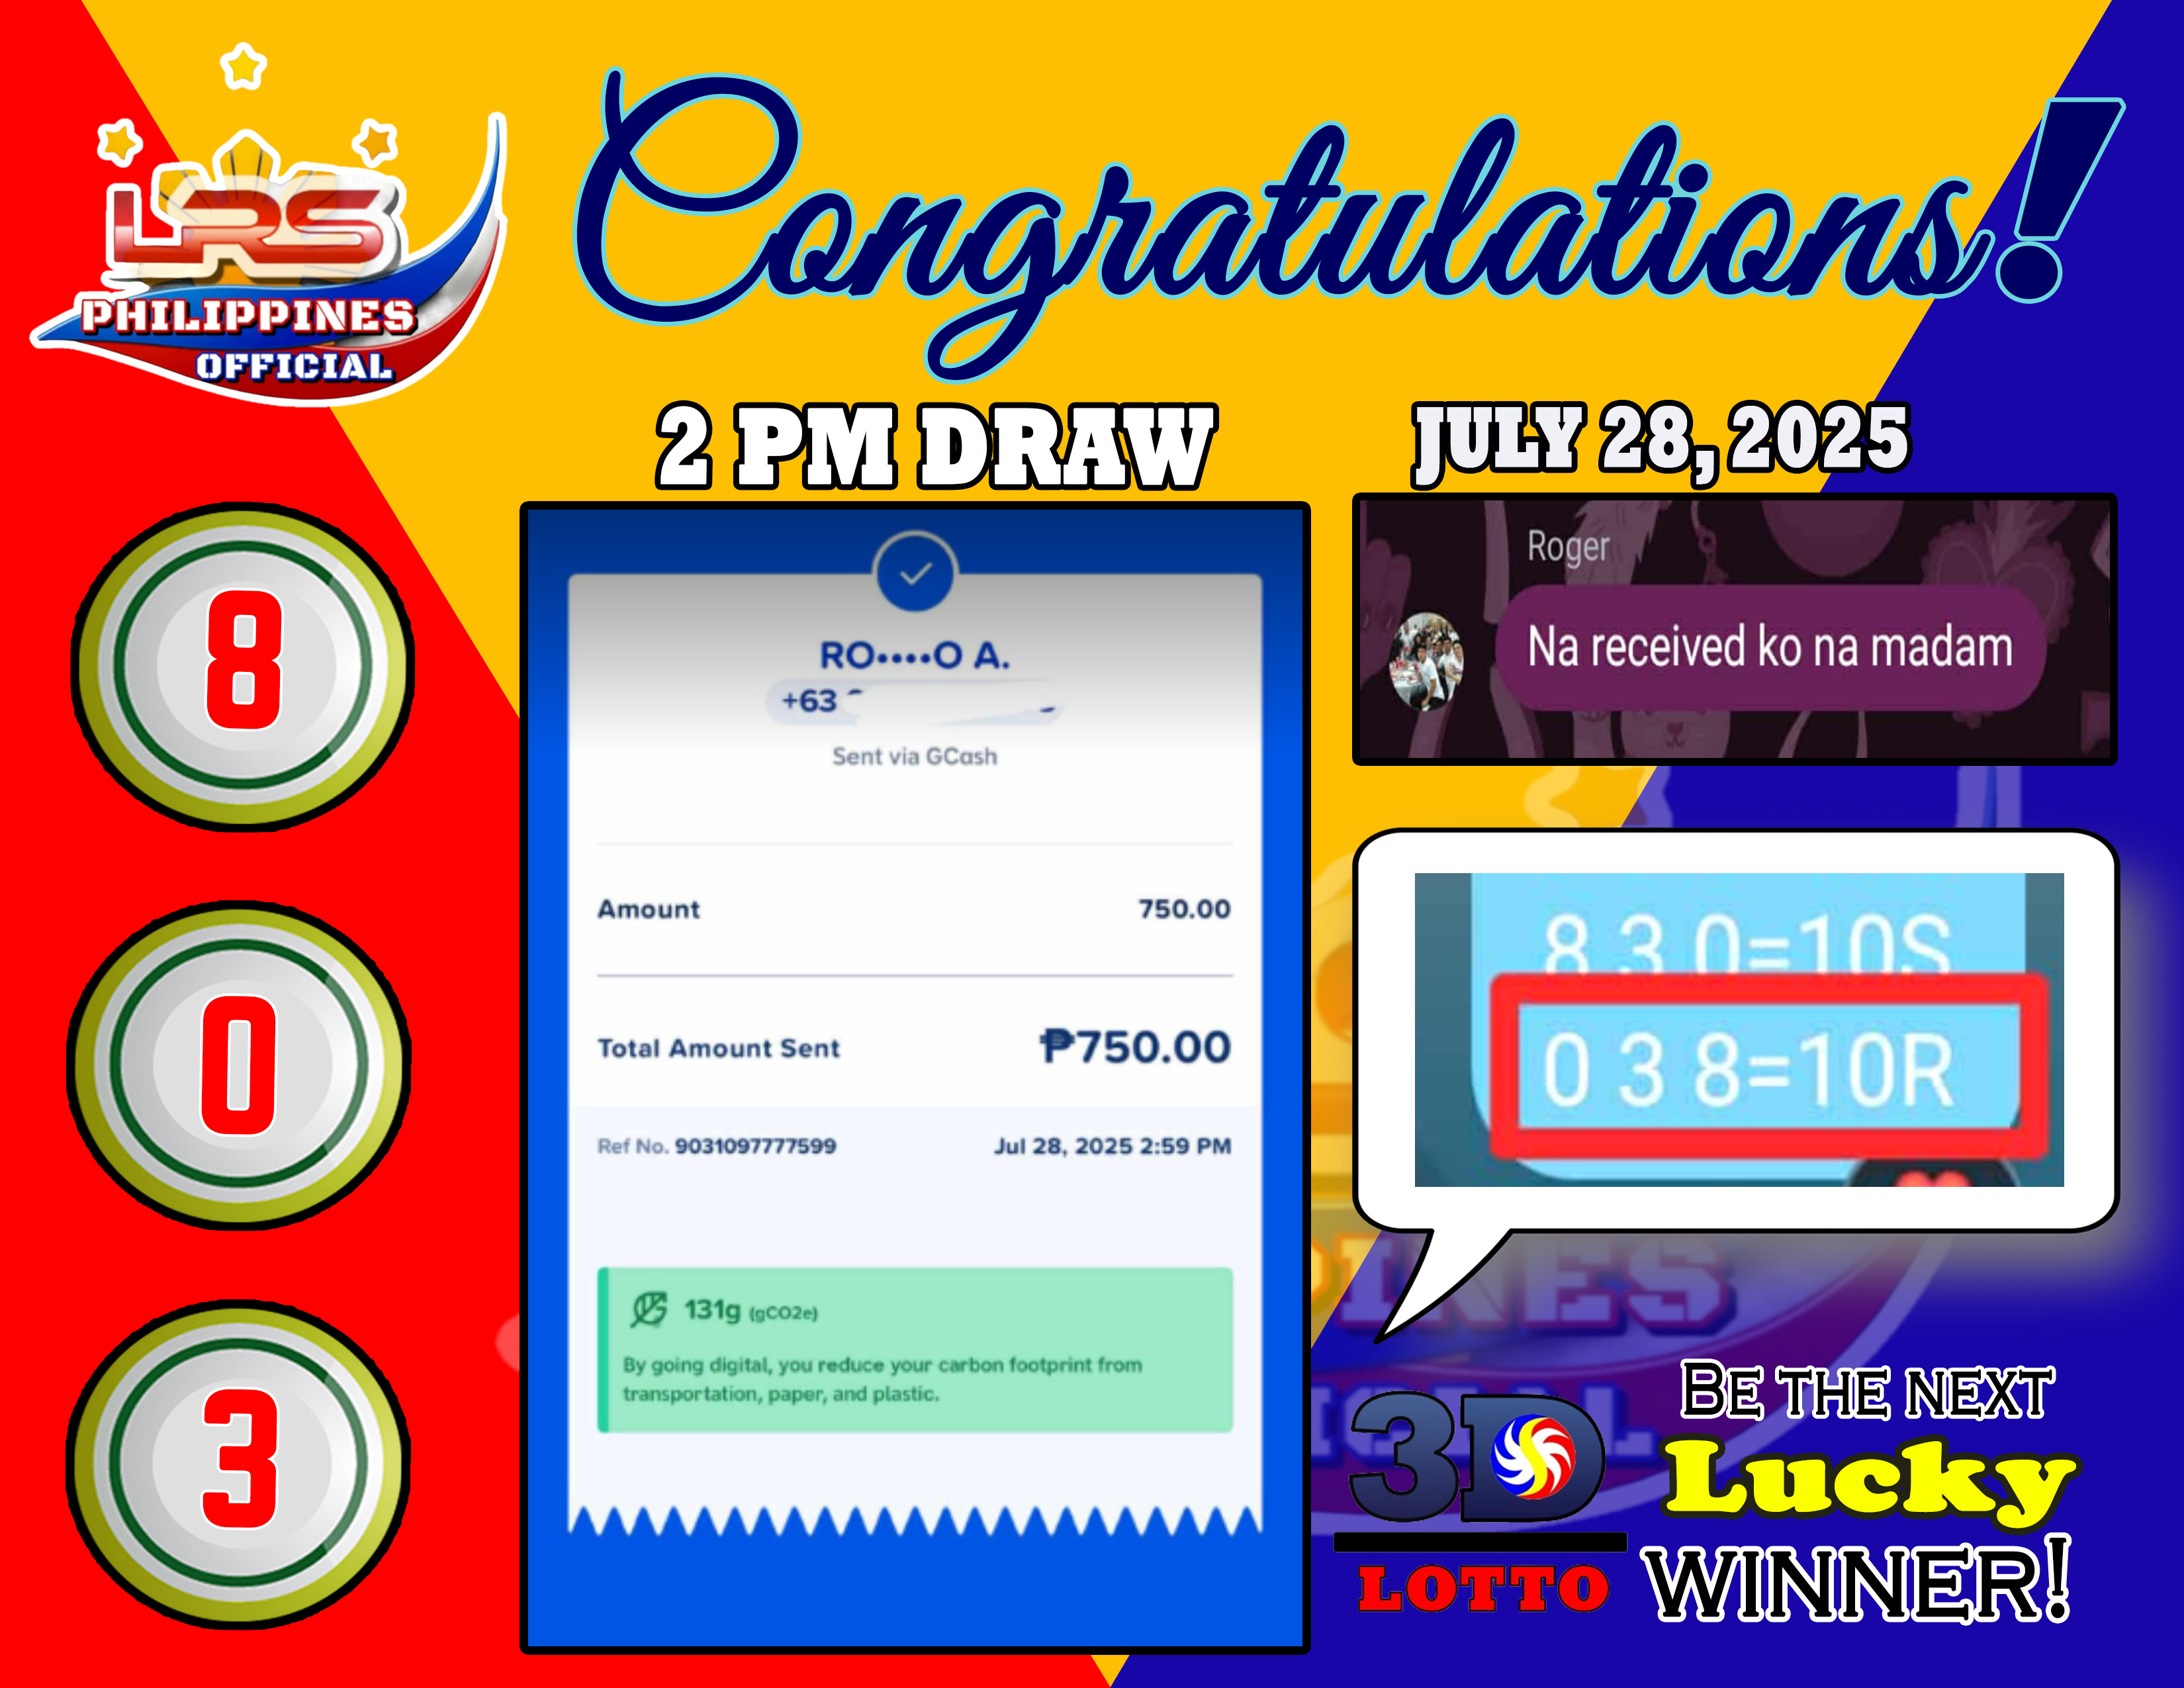 LRS
PHILIPPINES
OFFICIAL
Congratulations!
2 PM DRAW
JULY 28, 2025
8
0
3
RO••••O A.
+63
Sent via GCash
Amount 750.00
Total Amount Sent ₱750.00
Ref No. 9031097777599 Jul 28, 2025 2:59 PM
131g (gCO2e)
By going digital, you reduce your carbon footprint from
transportation, paper, and plastic.
Roger
Na received ko na madam
8 3 0=10S
0 3 8=10R
3D
LOTTO
BE THE NEXT
Lucky
WINNER!